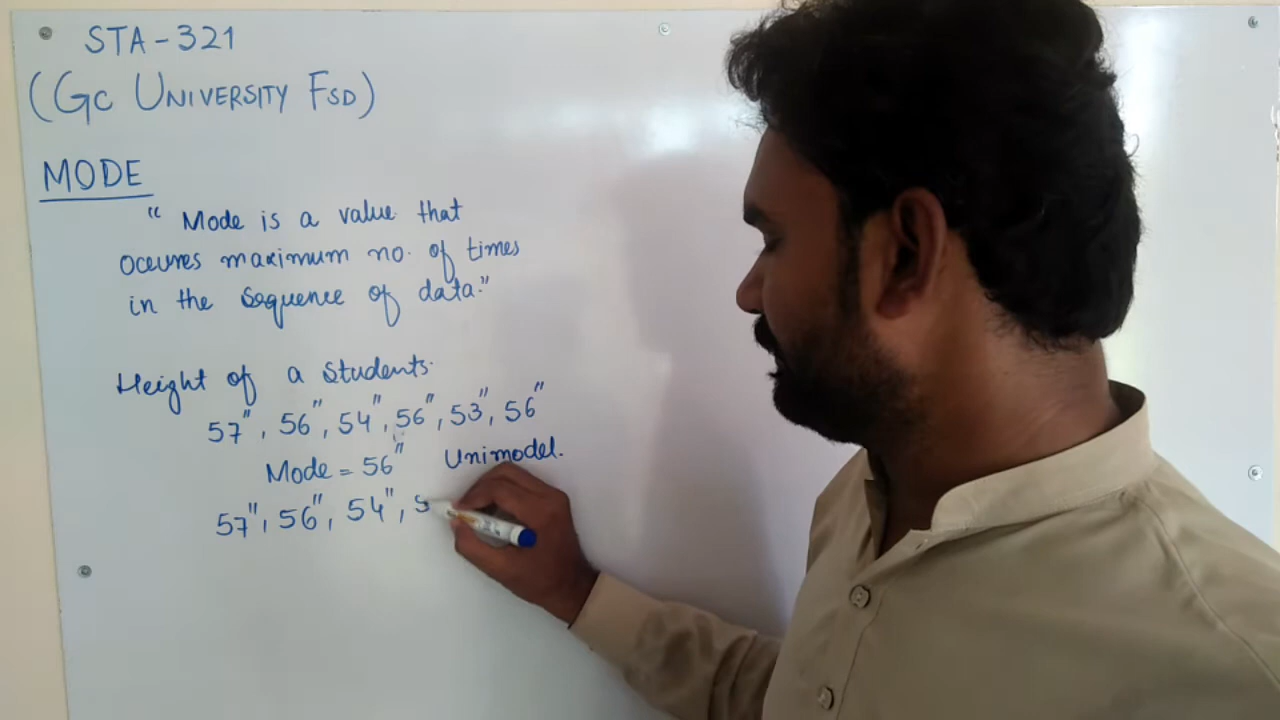 STA-321
(GC UNIVERSITY FSD)
MODE
“ Mode is a value that
occures maximum no. of times
in the sequence of data.”
Height of a students.
57", 56", 54", 56", 53", 56"
Mode = 56" Unimodel.
57", 56", 54", 5